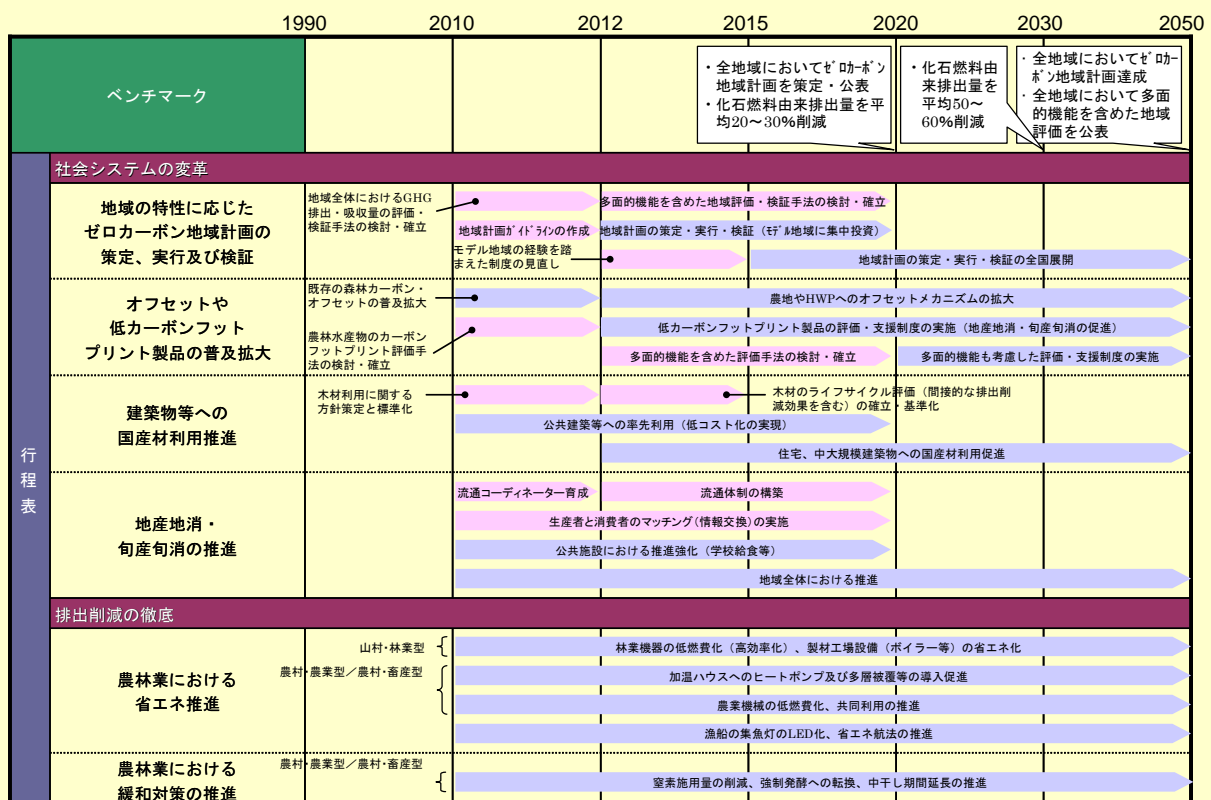 1990 2010 2012 2015 2020 2030 2050
ベンチマーク
・全地域においてｾﾞﾛｶｰﾎﾞﾝ
地域計画を策定・公表
・化石燃料由来排出量を平
均20～30%削減
・化石燃料由
来排出量を
平均50～
60%削減
・全地域においてｾﾞﾛｶｰ
ﾎﾞﾝ地域計画達成
・全地域において多面
的機能を含めた地域
評価を公表
行程表
社会システムの変革
地域の特性に応じた
ゼロカーボン地域計画の
策定、実行及び検証
地域全体におけるGHG
排出・吸収量の評価・
検証手法の検討・確立
多面的機能を含めた地域評価・検証手法の検討・確立
地域計画ｶﾞｲﾄﾞﾗｲﾝの作成
地域計画の策定・実行・検証（ﾓﾃﾞﾙ地域に集中投資）
モデル地域の経験を踏
まえた制度の見直し
地域計画の策定・実行・検証の全国展開
オフセットや
低カーボンフット
プリント製品の普及拡大
既存の森林カーボン・
オフセットの普及拡大
農地やHWPへのオフセットメカニズムの拡大
農林水産物のカーボン
フットプリント評価手
法の検討・確立
低カーボンフットプリント製品の評価・支援制度の実施（地産地消・旬産旬消の促進）
多面的機能を含めた評価手法の検討・確立
多面的機能も考慮した評価・支援制度の実施
建築物等への
国産材利用推進
木材利用に関する
方針策定と標準化
木材のライフサイクル評価（間接的な排出削
減効果を含む）の確立・基準化
公共建築等への率先利用（低コスト化の実現）
住宅、中大規模建築物への国産材利用促進
地産地消・
旬産旬消の推進
流通コーディネーター育成
流通体制の構築
生産者と消費者のマッチング（情報交換）の実施
公共施設における推進強化（学校給食等）
地域全体における推進
排出削減の徹底
農林業における
省エネ推進
山村・林業型
林業機器の低燃費化（高効率化）、製材工場設備（ボイラー等）の省エネ化
農村・農業型／農村・畜産型
加温ハウスへのヒートポンプ及び多層被覆等の導入促進
農業機械の低燃費化、共同利用の推進
漁船の集魚灯のLED化、省エネ航法の推進
農林業における
緩和対策の推進
農村・農業型／農村・畜産型
窒素施用量の削減、強制発酵への転換、中干し期間延長の推進